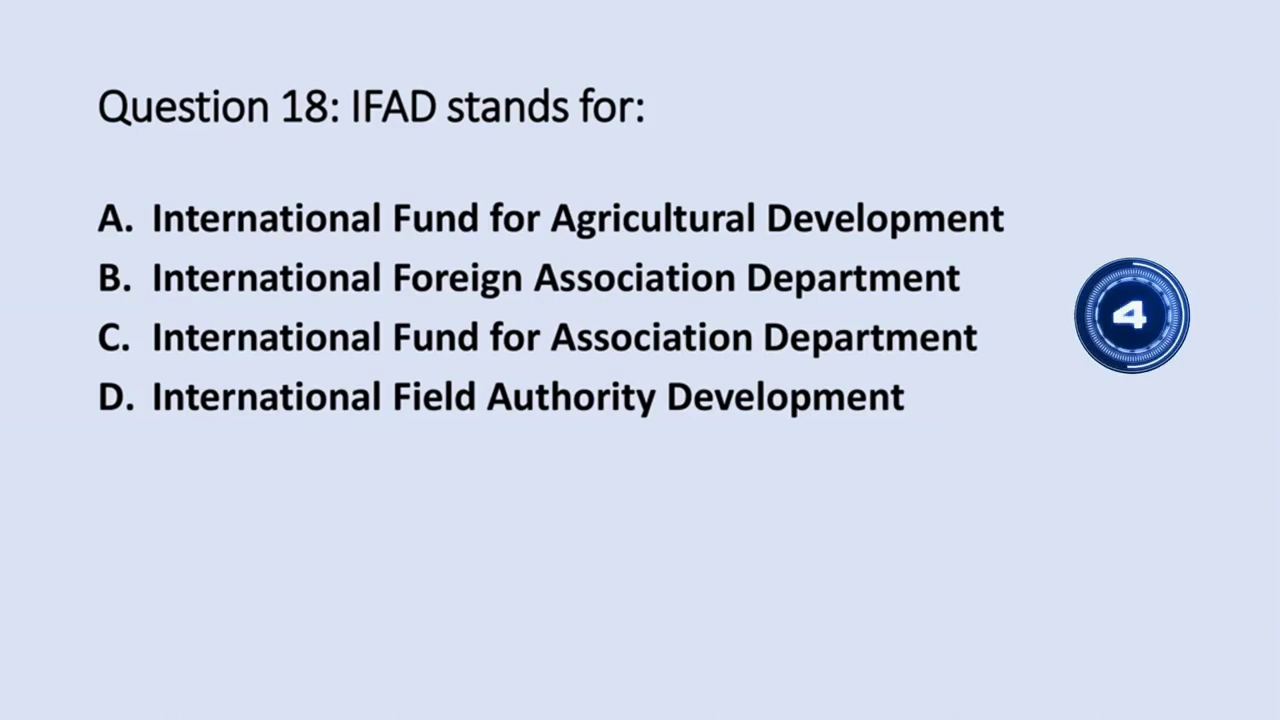 Question 18: IFAD stands for:
A. International Fund for Agricultural Development
B. International Foreign Association Department
C. International Fund for Association Department
D. International Field Authority Development
4